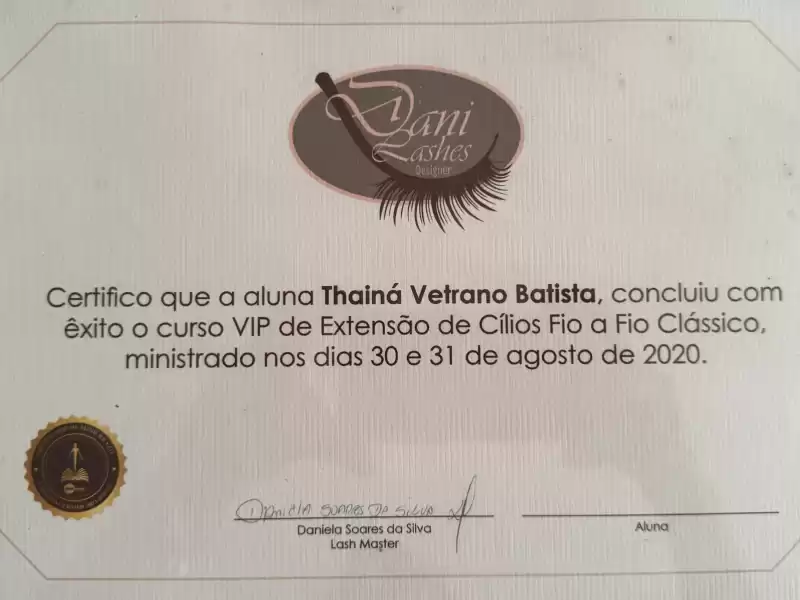 Dani
Lashes
Designer
Certifico que a aluna Thainá Vetrano Batista, concluiu com
êxito o curso VIP de Extensão de Cílios Fio a Fio Clássico,
ministrado nos dias 30 e 31 de agosto de 2020.
Daniela Soares da Silva
Daniela Soares da Silva
Lash Master
Aluna